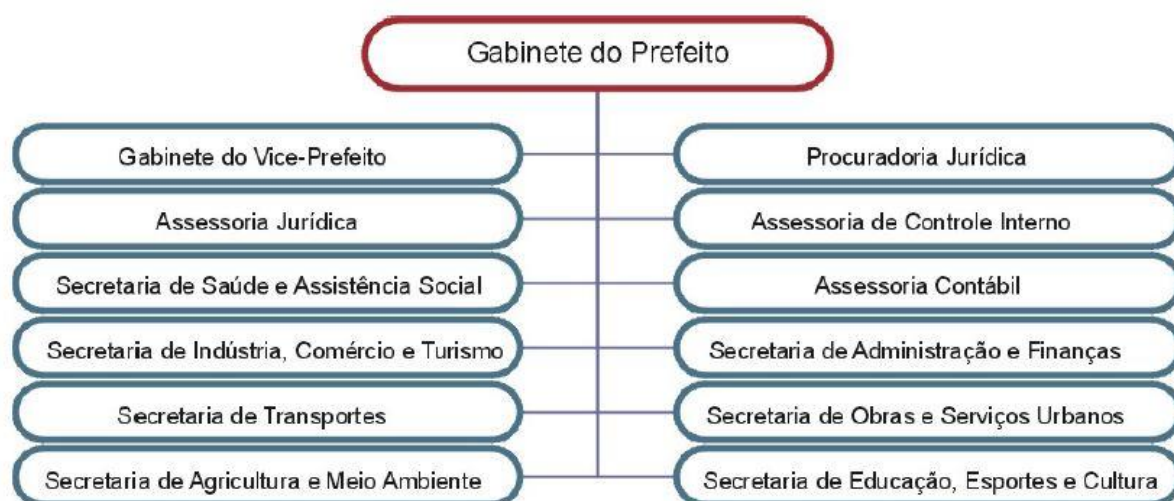 Gabinete do Prefeito
Gabinete do Vice-Prefeito
Procuradoria Jurídica
Assessoria Jurídica
Assessoria de Controle Interno
Secretaria de Saúde e Assistência Social
Assessoria Contábil
Secretaria de Indústria, Comércio e Turismo
Secretaria de Administração e Finanças
Secretaria de Transportes
Secretaria de Obras e Serviços Urbanos
Secretaria de Agricultura e Meio Ambiente
Secretaria de Educação, Esportes e Cultura